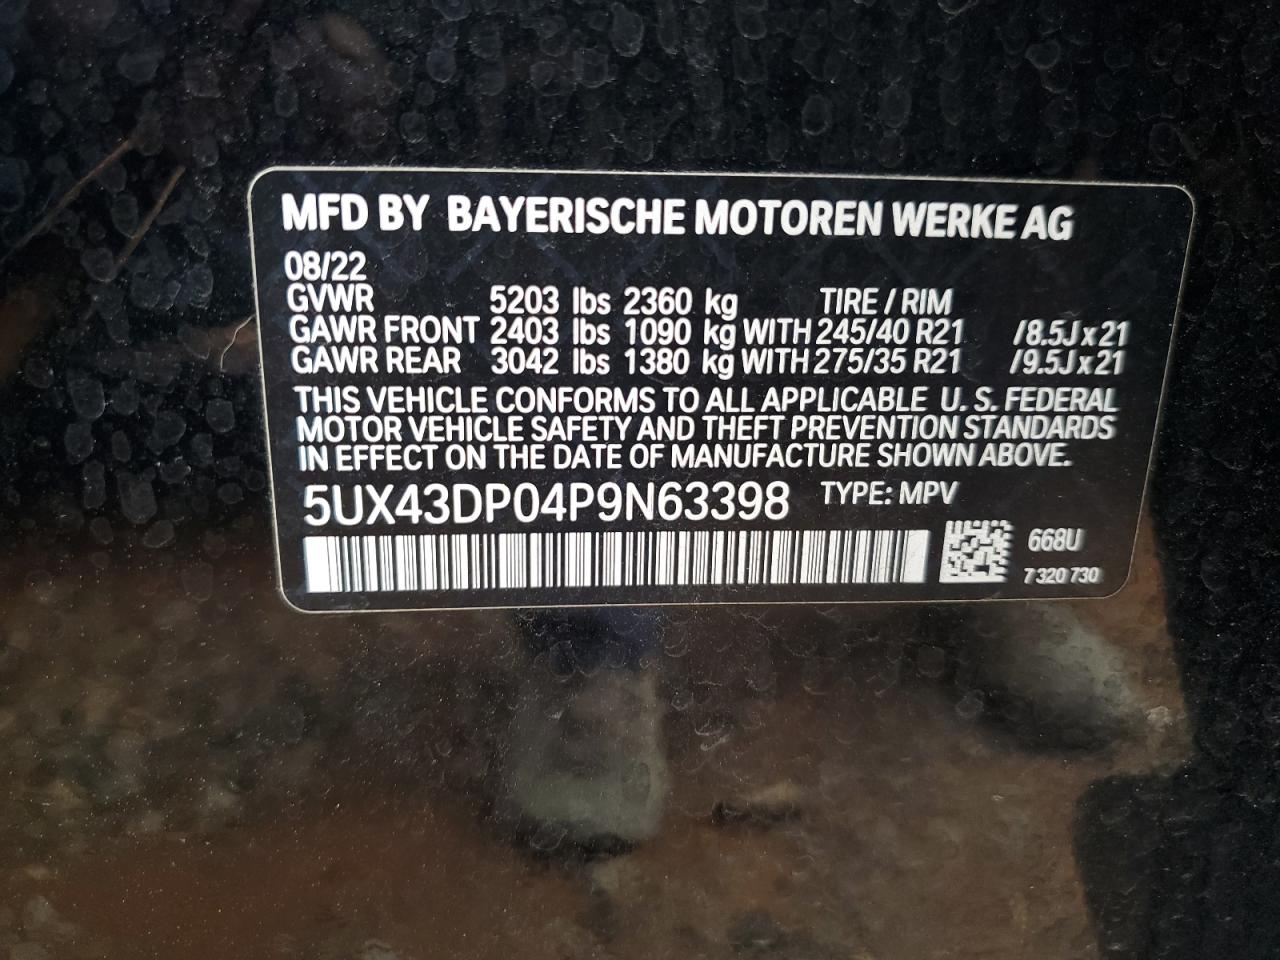 MFD BY BAYERISCHE MOTOREN WERKE AG
08/22
GVWR 5203 lbs 2360 kg TIRE / RIM
GAWR FRONT 2403 lbs 1090 kg WITH 245/40 R21 /8.5J x 21
GAWR REAR 3042 lbs 1380 kg WITH 275/35 R21 /9.5J x 21
THIS VEHICLE CONFORMS TO ALL APPLICABLE U. S. FEDERAL
MOTOR VEHICLE SAFETY AND THEFT PREVENTION STANDARDS
IN EFFECT ON THE DATE OF MANUFACTURE SHOWN ABOVE.
5UX43DP04P9N63398 TYPE: MPV
668U
7 320 730